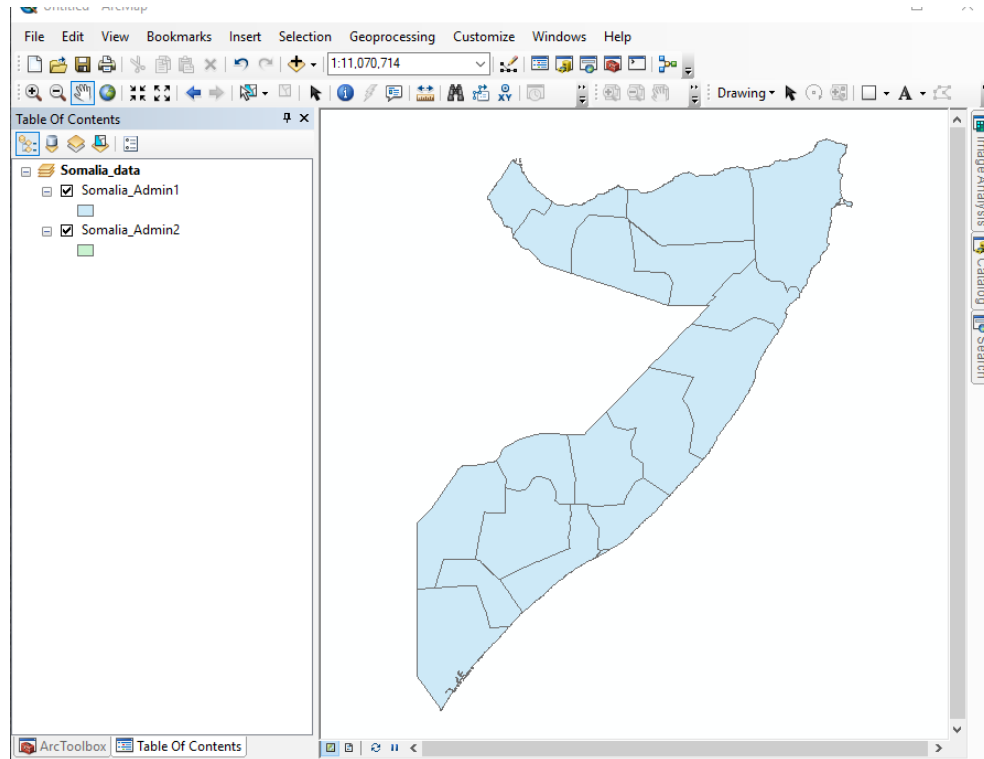 Untitled - ArcMap
File Edit View Bookmarks Insert Selection Geoprocessing Customize Windows Help
1:11,070,714
Drawing
Table Of Contents
Somalia_data
Somalia_Admin1
Somalia_Admin2
Image Analysis
Catalog
Search
ArcToolbox Table Of Contents